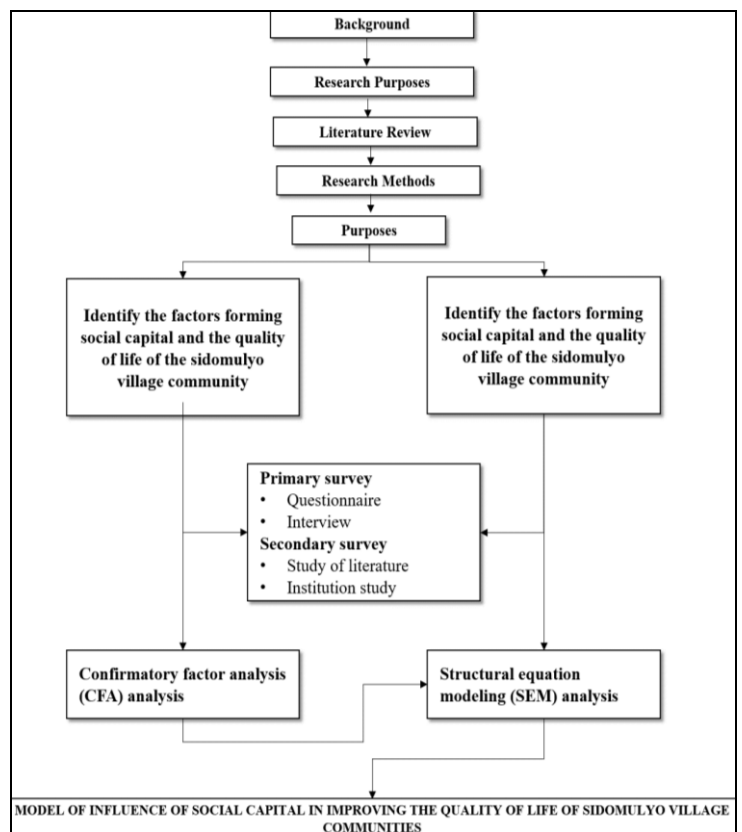 Background
Research Purposes
Literature Review
Research Methods
Purposes
Identify the factors forming
social capital and the quality
of life of the sidomulyo
village community
Identify the factors forming
social capital and the quality
of life of the sidomulyo
village community
Primary survey
• Questionnaire
• Interview
Secondary survey
• Study of literature
• Institution study
Confirmatory factor analysis
(CFA) analysis
Structural equation
modeling (SEM) analysis
MODEL OF INFLUENCE OF SOCIAL CAPITAL IN IMPROVING THE QUALITY OF LIFE OF SIDOMULYO VILLAGE
COMMUNITIES